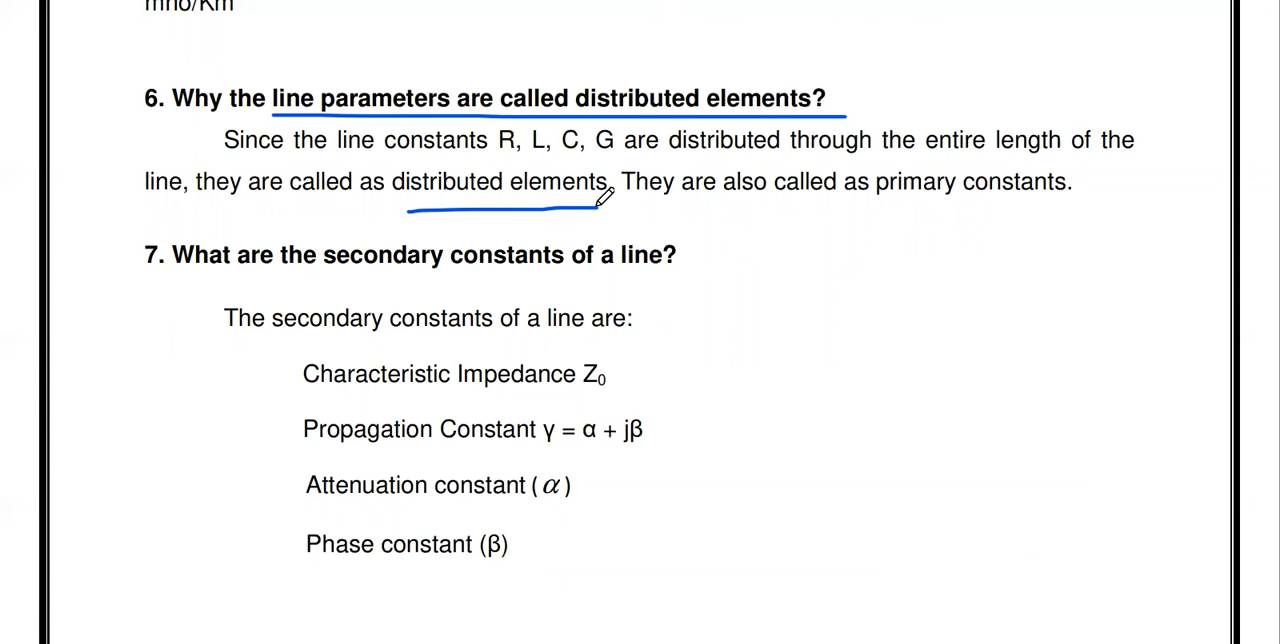 mho/Km
6. Why the line parameters are called distributed elements?
Since the line constants R, L, C, G are distributed through the entire length of the
line, they are called as distributed elements. They are also called as primary constants.
7. What are the secondary constants of a line?
The secondary constants of a line are:
Characteristic Impedance Z₀
Propagation Constant γ = α + jβ
Attenuation constant ( α )
Phase constant (β)